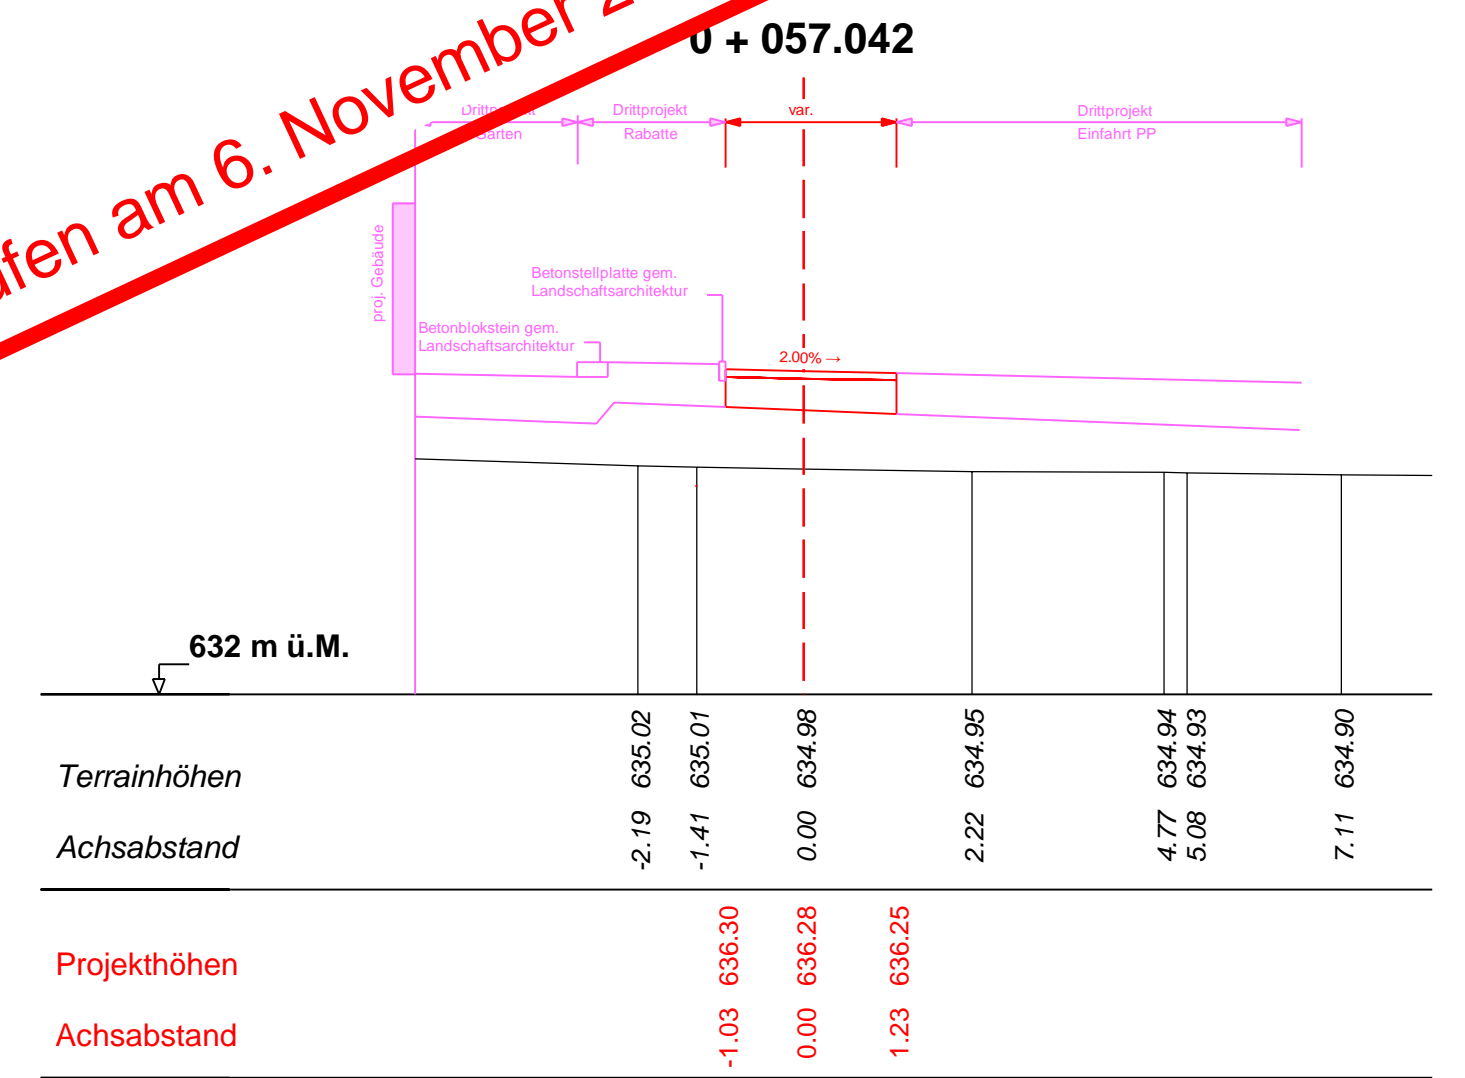 am 6. November
0 + 057.042
Drittprojekt
Garten
Drittprojekt
Rabatte
var.
Drittprojekt
Einfahrt PP
proj. Gebäude
Betonstellplatte gem.
Landschaftsarchitektur
Betonblokstein gem.
Landschaftsarchitektur
2.00% →
632 m ü.M.
Terrainhöhen 635.02 635.01 634.98 634.95 634.94 634.93 634.90
Achsabstand -2.19 -1.41 0.00 2.22 4.77 5.08 7.11
Projekthöhen 636.30 636.28 636.25
Achsabstand -1.03 0.00 1.23